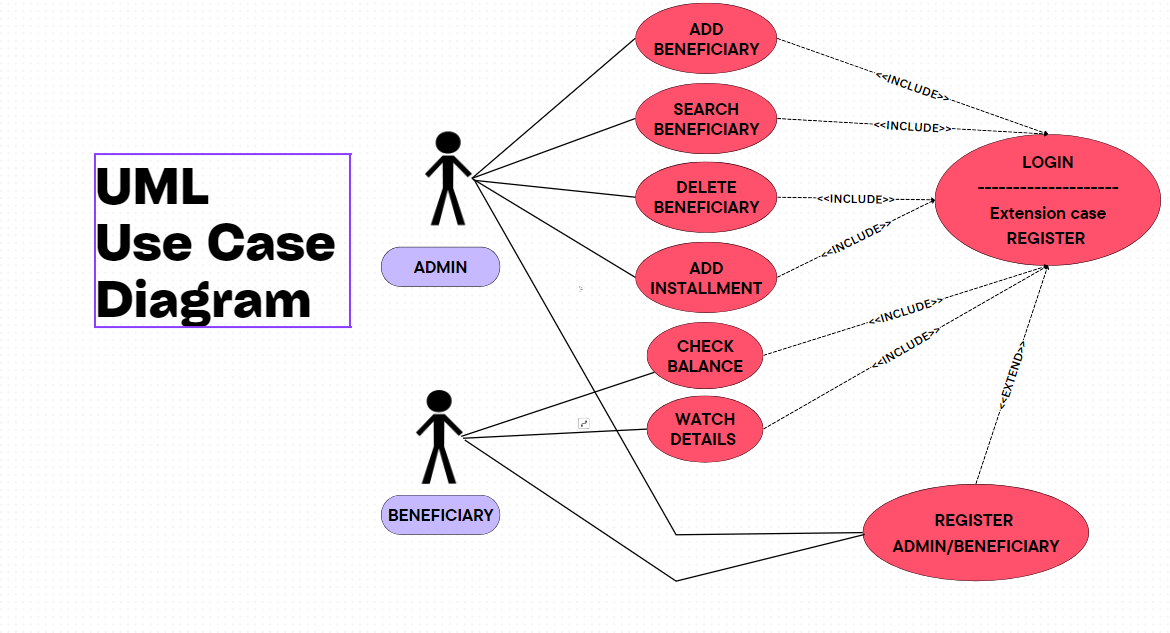 UML
Use Case
Diagram
ADMIN
BENEFICIARY
ADD
BENEFICIARY
SEARCH
BENEFICIARY
DELETE
BENEFICIARY
ADD
INSTALLMENT
CHECK
BALANCE
WATCH
DETAILS
<<INCLUDE>>
<<INCLUDE>>
<<INCLUDE>>
<<INCLUDE>>
<<INCLUDE>>
<<INCLUDE>>
<<EXTEND>>
LOGIN
--------------------
Extension case
REGISTER
REGISTER
ADMIN/BENEFICIARY